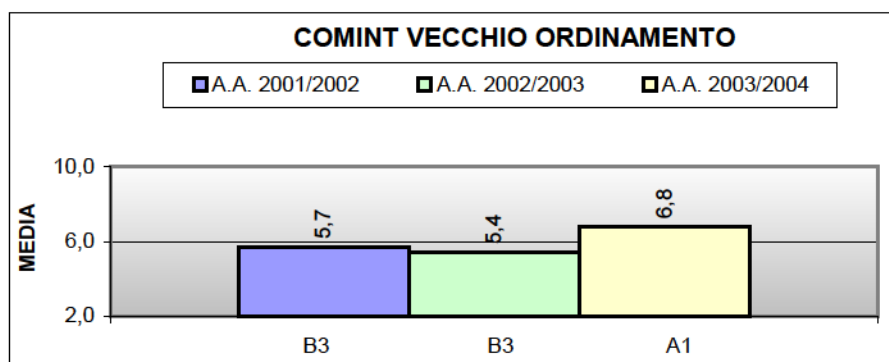 COMINT VECCHIO ORDINAMENTO
A.A. 2001/2002 A.A. 2002/2003 A.A. 2003/2004
MEDIA
10,0
6,0
2,0
5,7
5,4
6,8
B3 B3 A1